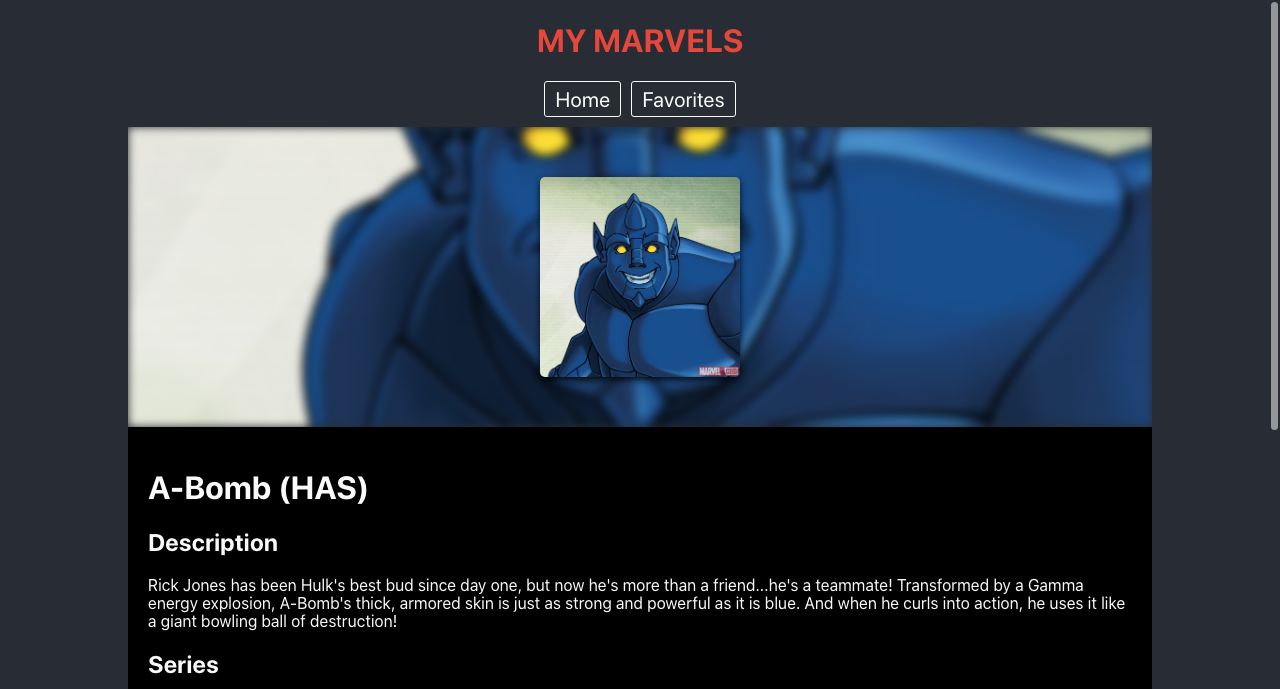 MY MARVELS
Home
Favorites
MARVEL
A-Bomb (HAS)
Description
Rick Jones has been Hulk's best bud since day one, but now he's more than a friend...he's a teammate! Transformed by a Gamma
energy explosion, A-Bomb's thick, armored skin is just as strong and powerful as it is blue. And when he curls into action, he uses it like
a giant bowling ball of destruction!
Series